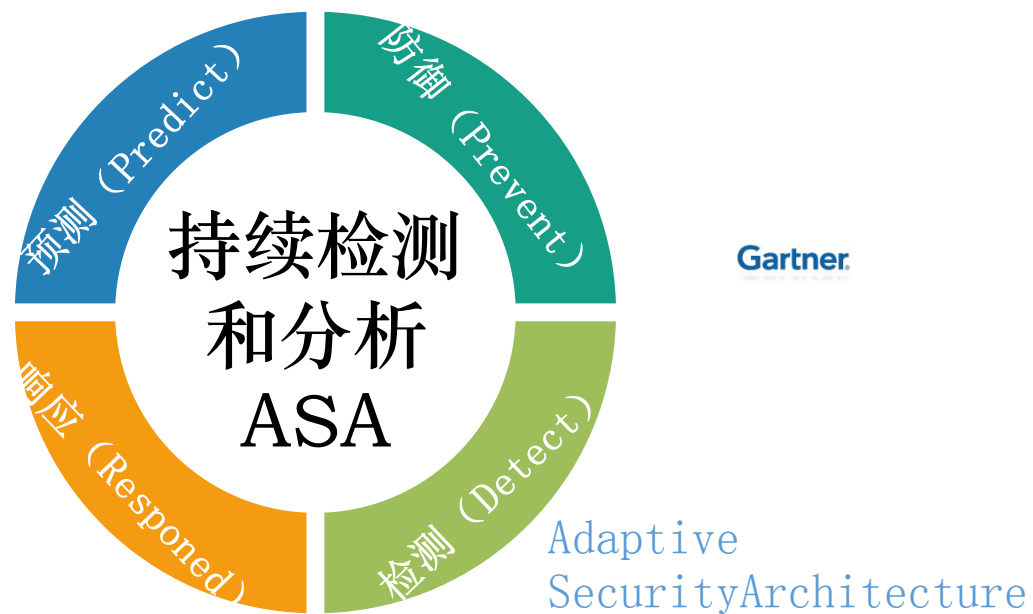 预测（Predict）
防御（Prevent）
持续检测
和分析
ASA
Gartner.
响应（Responed）
检测（Detect）
Adaptive
SecurityArchitecture